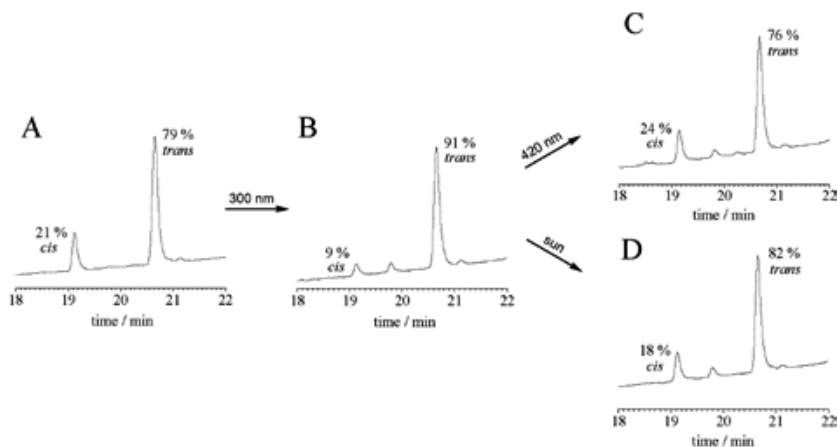 A
79 %
trans
21 %
cis
18 19 20 21 22
time / min
300 nm
B
91 %
trans
9 %
cis
18 19 20 21 22
time / min
420 nm
sun
C
76 %
trans
24 %
cis
18 19 20 21 22
time / min
D
82 %
trans
18 %
cis
18 19 20 21 22
time / min